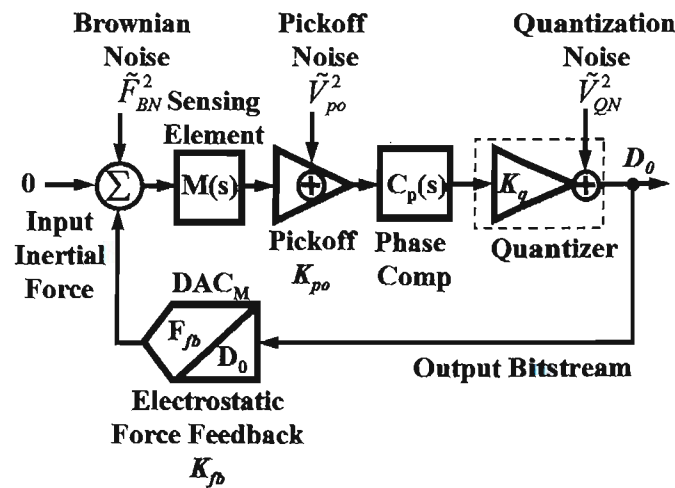 Brownian
Noise
F̃²_BN
Sensing
Element
Pickoff
Noise
Ṽ²_po
Quantization
Noise
Ṽ²_QN
0
Input
Inertial
Force
Σ
M(s)
+
Pickoff
K_po
C_p(s)
Phase
Comp
K_q
+
D_0
Quantizer
DAC_M
F_fb
D_0
Output Bitstream
Electrostatic
Force Feedback
K_fb